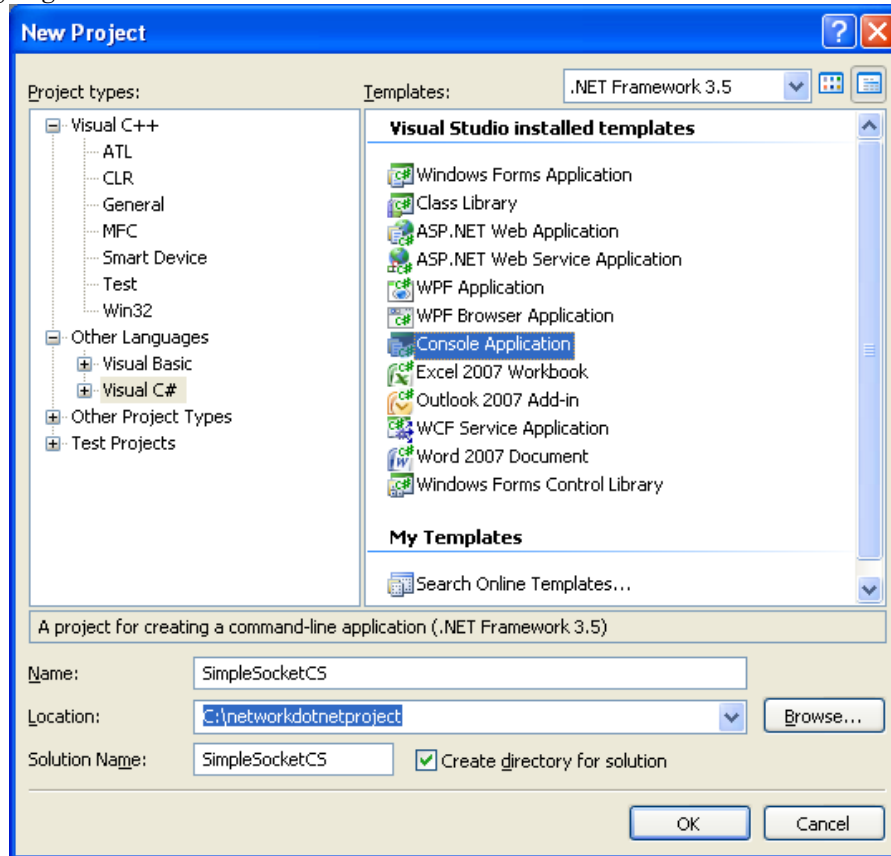 New Project
Project types:
Templates:
.NET Framework 3.5
Visual C++
ATL
CLR
General
MFC
Smart Device
Test
Win32
Other Languages
Visual Basic
Visual C#
Other Project Types
Test Projects
Visual Studio installed templates
Windows Forms Application
Class Library
ASP.NET Web Application
ASP.NET Web Service Application
WPF Application
WPF Browser Application
Console Application
Excel 2007 Workbook
Outlook 2007 Add-in
WCF Service Application
Word 2007 Document
Windows Forms Control Library
My Templates
Search Online Templates...
A project for creating a command-line application (.NET Framework 3.5)
Name:
SimpleSocketCS
Location:
C:\networkdotnetproject
Browse...
Solution Name:
SimpleSocketCS
Create directory for solution
OK
Cancel